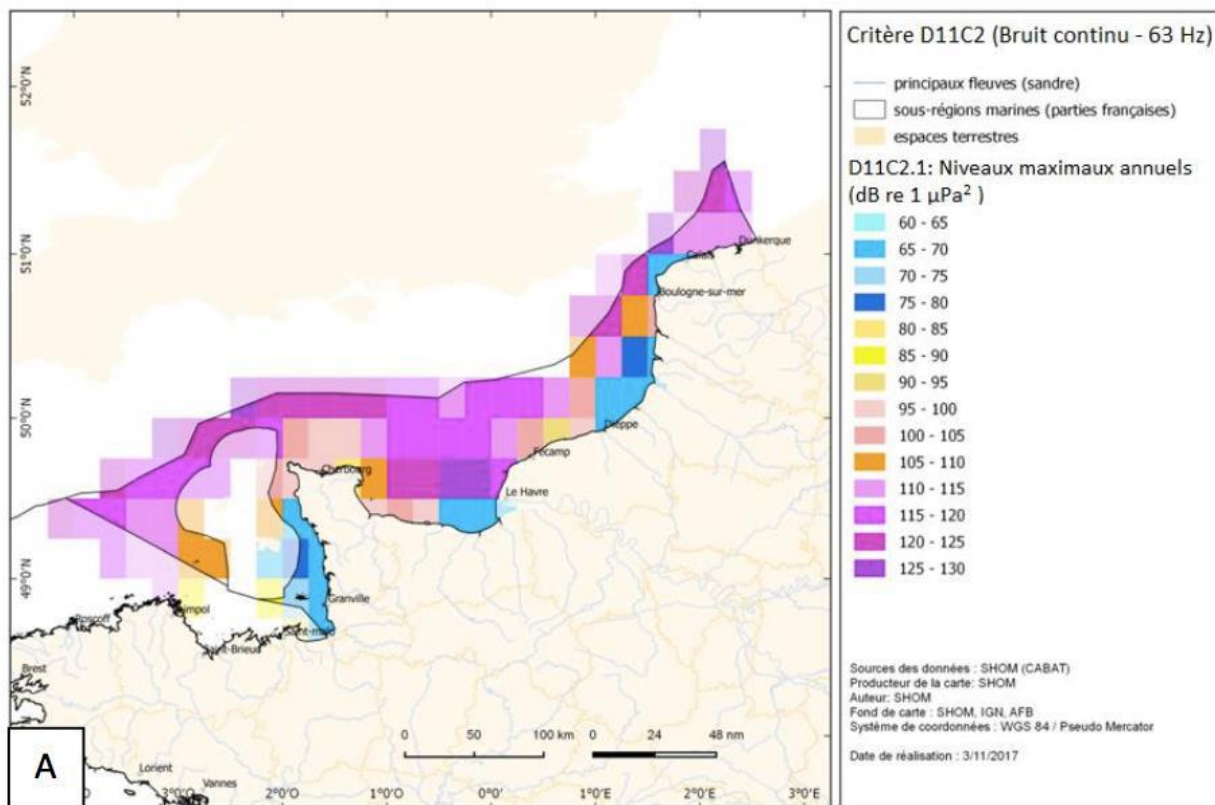 Critère D11C2 (Bruit continu - 63 Hz)
principaux fleuves (sandre)
sous-régions marines (parties françaises)
espaces terrestres
D11C2.1: Niveaux maximaux annuels
(dB re 1 µPa² )
60 - 65
65 - 70
70 - 75
75 - 80
80 - 85
85 - 90
90 - 95
95 - 100
100 - 105
105 - 110
110 - 115
115 - 120
120 - 125
125 - 130
Sources des données : SHOM (CABAT)
Producteur de la carte: SHOM
Auteur: SHOM
Fond de carte : SHOM, IGN, AFB
Système de coordonnées : WGS 84 / Pseudo Mercator
Date de réalisation : 3/11/2017
52°0'N
51°0'N
50°0'N
49°0'N
Dunkerque
Calais
Boulogne-sur-mer
Dieppe
Fécamp
Cherbourg
Le Havre
Granville
Saint-malo
Saint-Brieuc
Roscoff
Brest
Lorient
Vannes
0 50 100 km
0 24 48 nm
A
3°0'O
2°0'O
1°0'O
0°0'
1°0'E
2°0'E
3°0'E